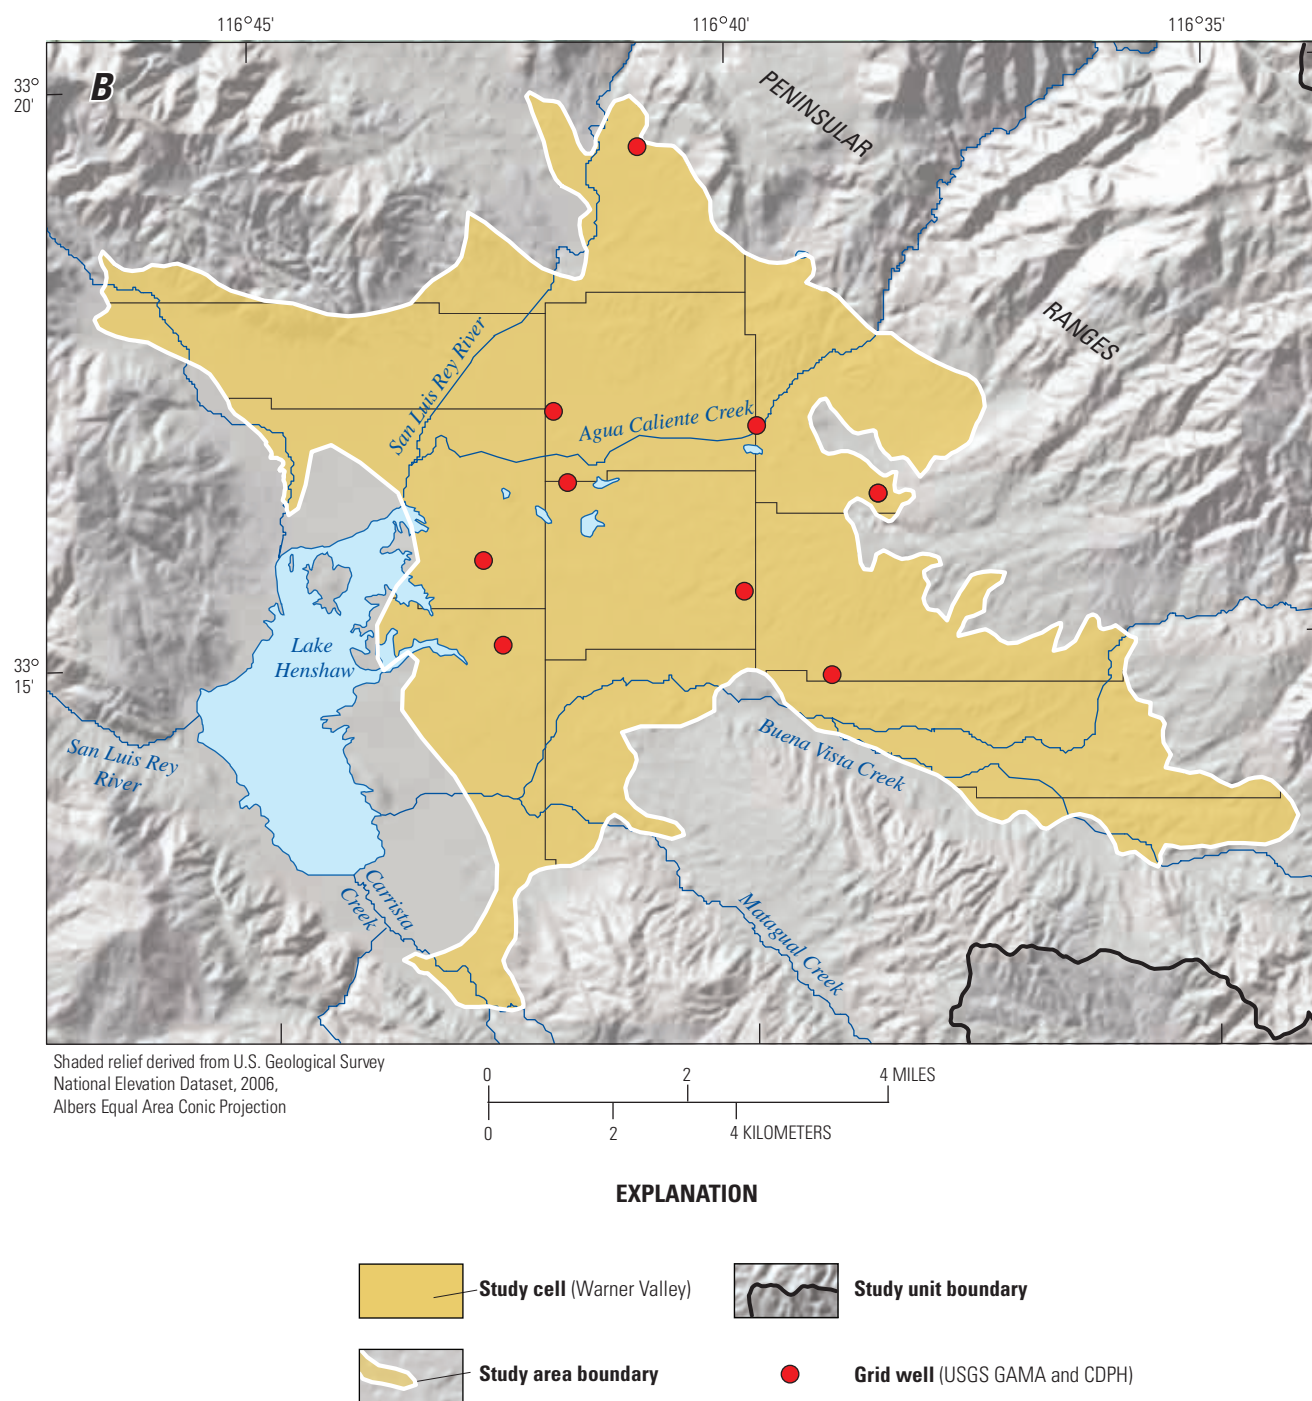 116°45'
116°40'
116°35'
33°
20'
B
PENINSULAR
RANGES
San Luis Rey River
Agua Caliente Creek
Lake
Henshaw
33°
15'
San Luis Rey
River
Buena Vista Creek
Carrista
Creek
Matagual Creek
Shaded relief derived from U.S. Geological Survey
National Elevation Dataset, 2006,
Albers Equal Area Conic Projection
0 2 4 MILES
0 2 4 KILOMETERS
EXPLANATION
Study cell (Warner Valley)
Study unit boundary
Study area boundary
Grid well (USGS GAMA and CDPH)